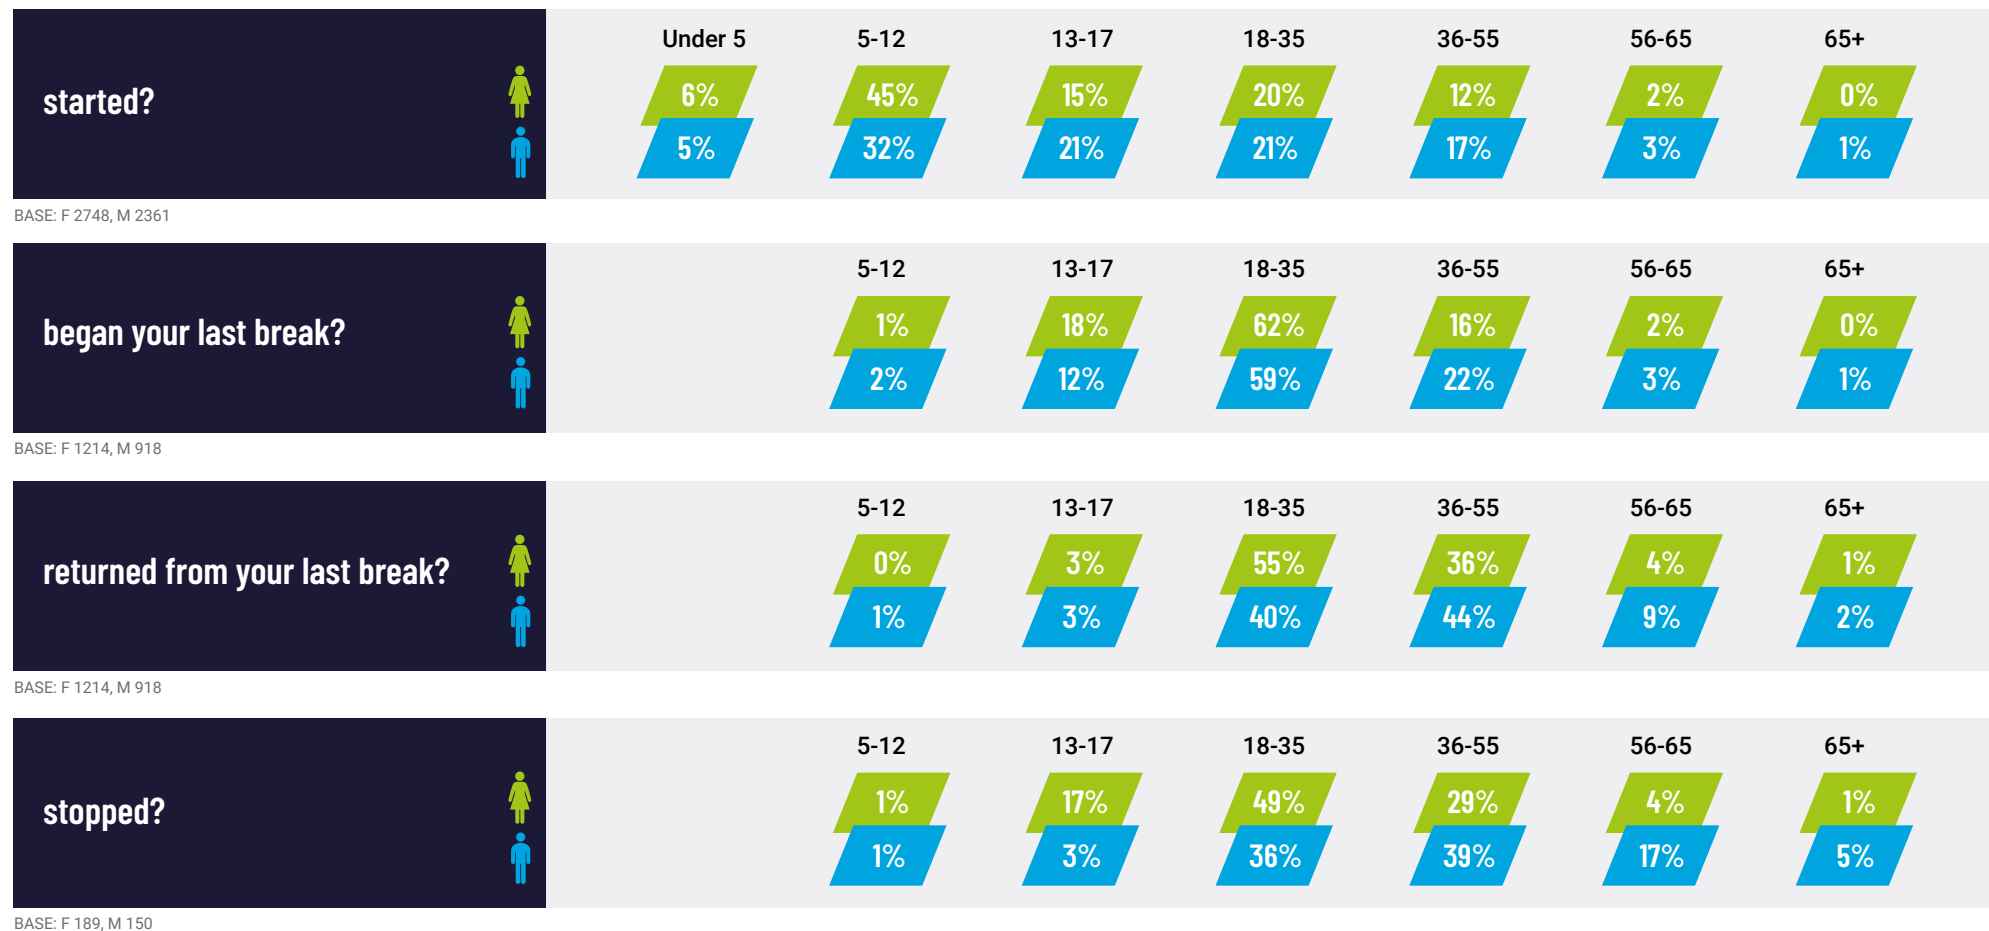 Under 5 5-12 13-17 18-35 36-55 56-65 65+
started?
6% 45% 15% 20% 12% 2% 0%
5% 32% 21% 21% 17% 3% 1%
BASE: F 2748, M 2361
5-12 13-17 18-35 36-55 56-65 65+
began your last break?
1% 18% 62% 16% 2% 0%
2% 12% 59% 22% 3% 1%
BASE: F 1214, M 918
5-12 13-17 18-35 36-55 56-65 65+
returned from your last break?
0% 3% 55% 36% 4% 1%
1% 3% 40% 44% 9% 2%
BASE: F 1214, M 918
5-12 13-17 18-35 36-55 56-65 65+
stopped?
1% 17% 49% 29% 4% 1%
1% 3% 36% 39% 17% 5%
BASE: F 189, M 150